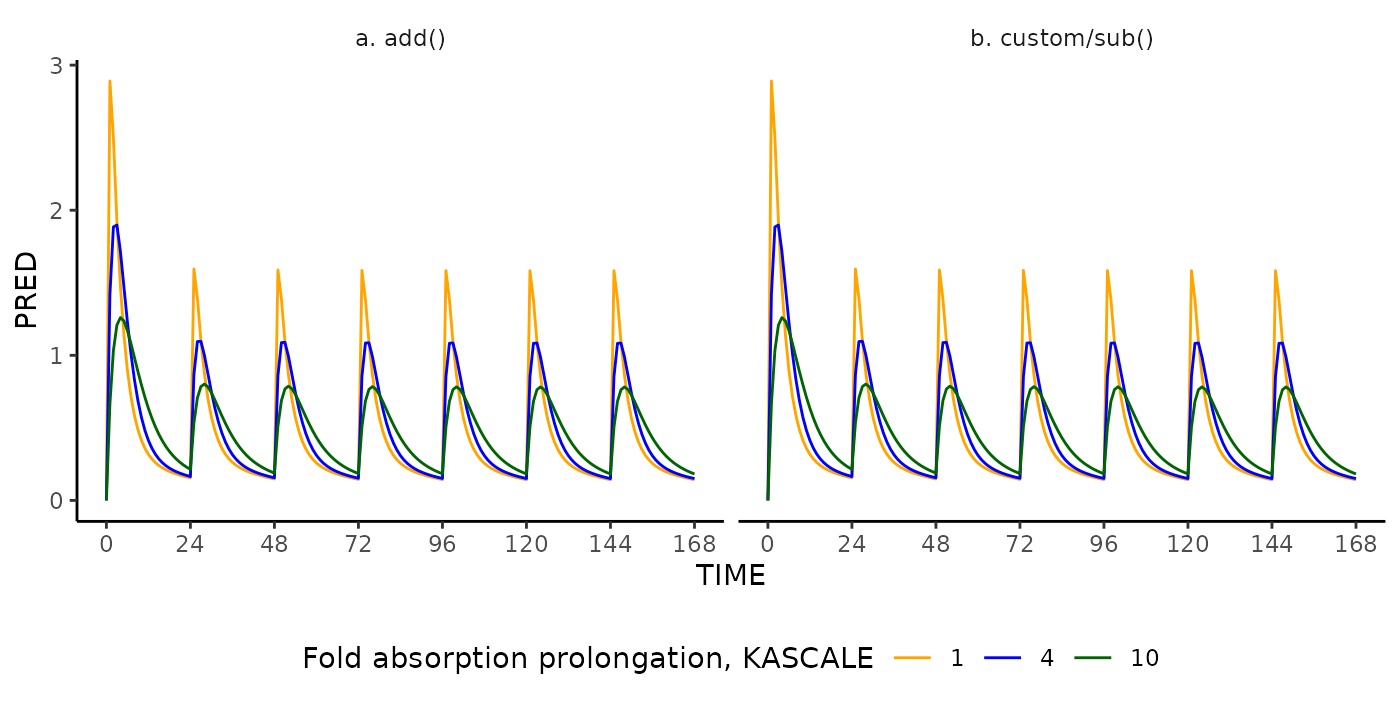 a. add()
b. custom/sub()
PRED
3
2
1
0
0 24 48 72 96 120 144 168
0 24 48 72 96 120 144 168
TIME
Fold absorption prolongation, KASCALE 1 4 10